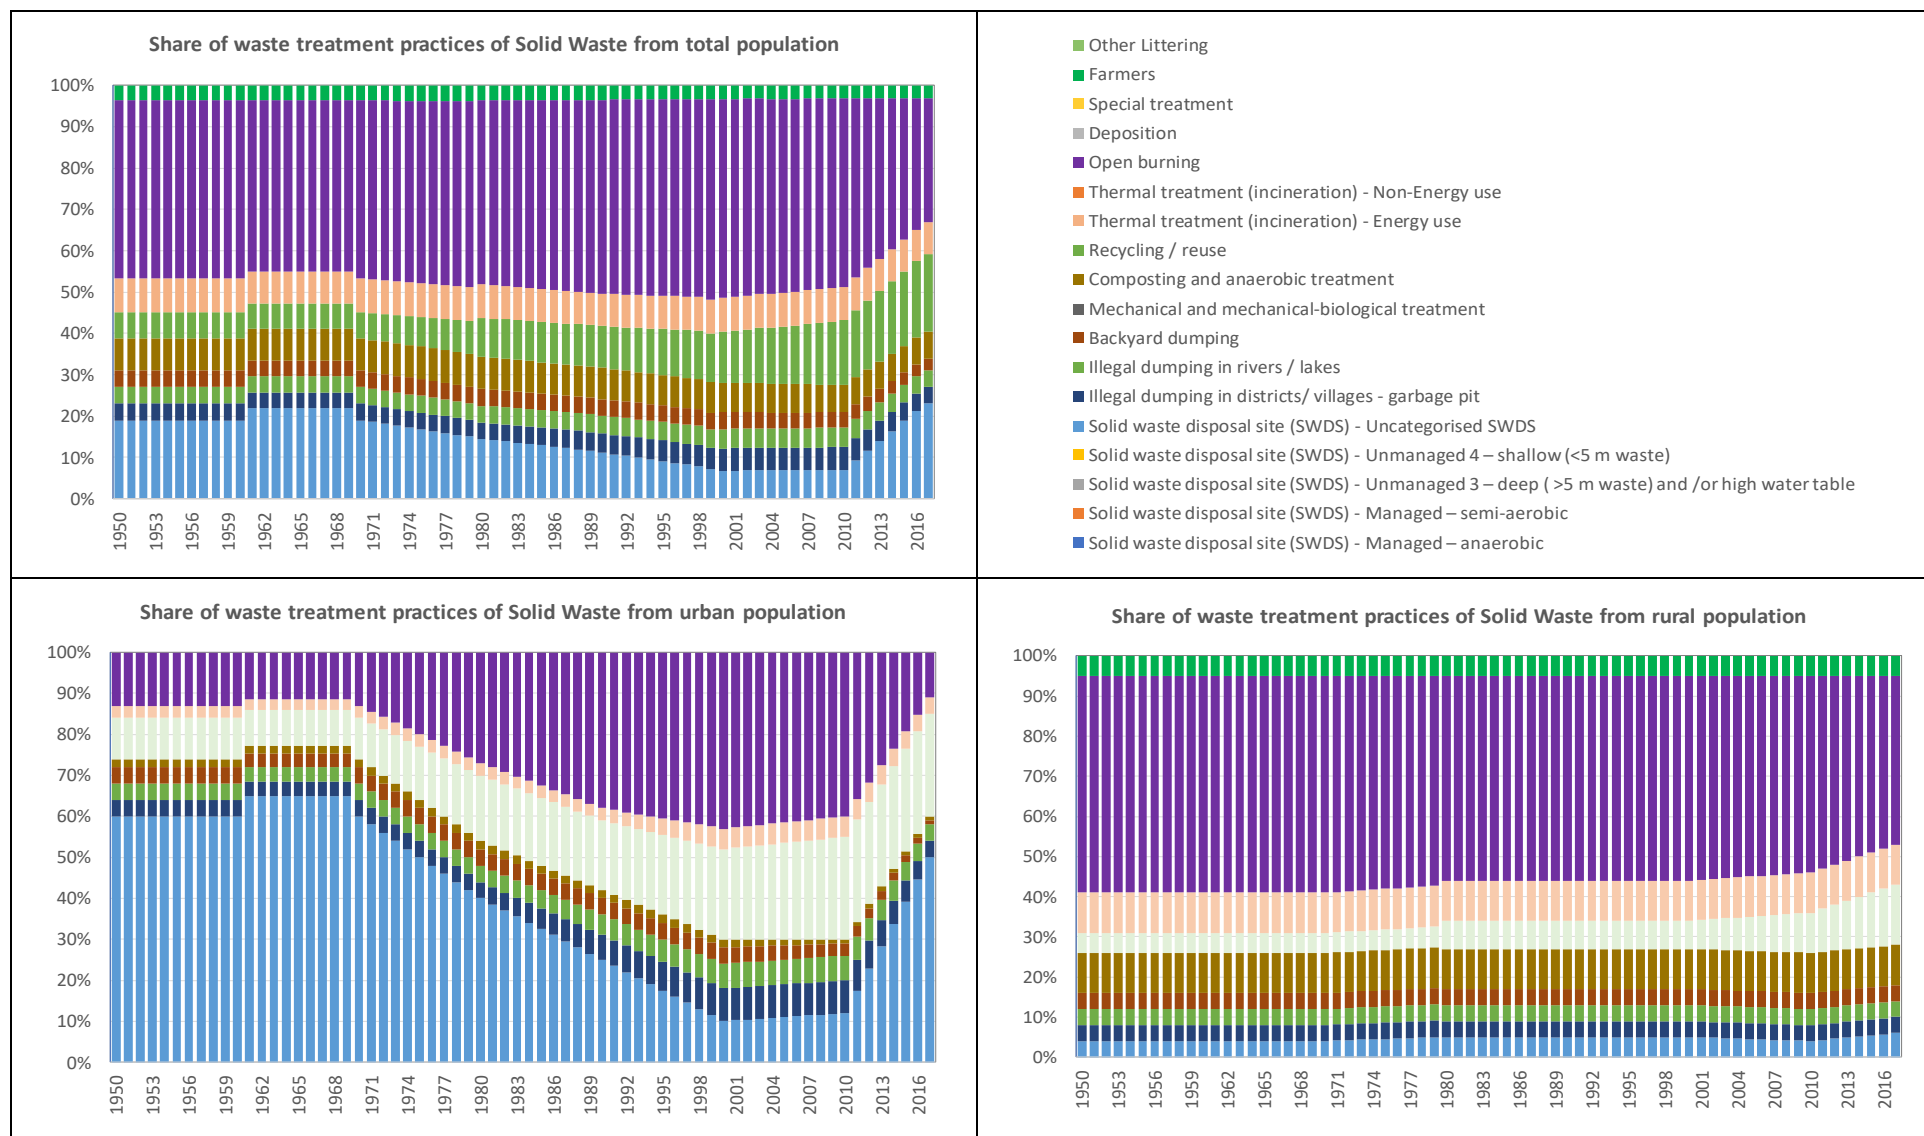 Share of waste treatment practices of Solid Waste from total population
100%
90%
80%
70%
60%
50%
40%
30%
20%
10%
0%
1950 1953 1956 1959 1962 1965 1968 1971 1974 1977 1980 1983 1986 1989 1992 1995 1998 2001 2004 2007 2010 2013 2016
Other Littering
Farmers
Special treatment
Deposition
Open burning
Thermal treatment (incineration) - Non-Energy use
Thermal treatment (incineration) - Energy use
Recycling / reuse
Composting and anaerobic treatment
Mechanical and mechanical-biological treatment
Backyard dumping
Illegal dumping in rivers / lakes
Illegal dumping in districts/ villages - garbage pit
Solid waste disposal site (SWDS) - Uncategorised SWDS
Solid waste disposal site (SWDS) - Unmanaged 4 – shallow (<5 m waste)
Solid waste disposal site (SWDS) - Unmanaged 3 – deep ( >5 m waste) and /or high water table
Solid waste disposal site (SWDS) - Managed – semi-aerobic
Solid waste disposal site (SWDS) - Managed – anaerobic
Share of waste treatment practices of Solid Waste from urban population
100%
90%
80%
70%
60%
50%
40%
30%
20%
10%
0%
1950 1953 1956 1959 1962 1965 1968 1971 1974 1977 1980 1983 1986 1989 1992 1995 1998 2001 2004 2007 2010 2013 2016
Share of waste treatment practices of Solid Waste from rural population
100%
90%
80%
70%
60%
50%
40%
30%
20%
10%
0%
1950 1953 1956 1959 1962 1965 1968 1971 1974 1977 1980 1983 1986 1989 1992 1995 1998 2001 2004 2007 2010 2013 2016